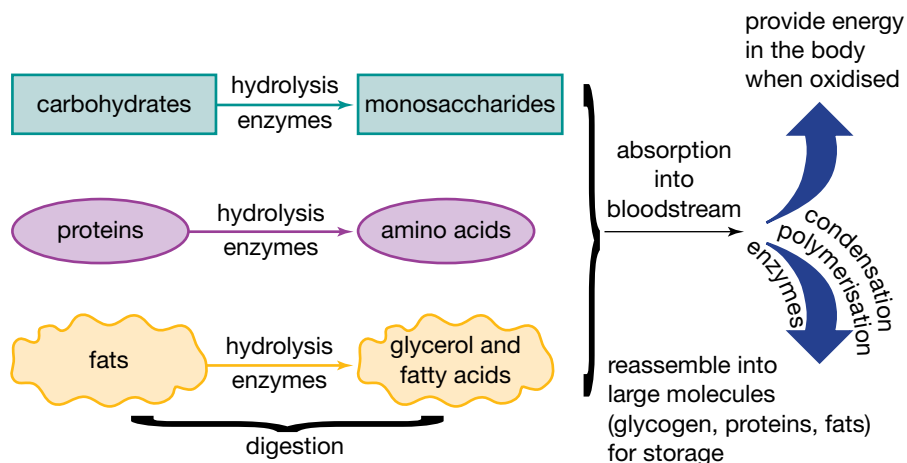 provide energy
in the body
when oxidised
carbohydrates
hydrolysis
enzymes
monosaccharides
absorption
into
bloodstream
proteins
hydrolysis
enzymes
amino acids
condensation
polymerisation
enzymes
fats
hydrolysis
enzymes
glycerol and
fatty acids
reassemble into
large molecules
(glycogen, proteins, fats)
for storage
digestion